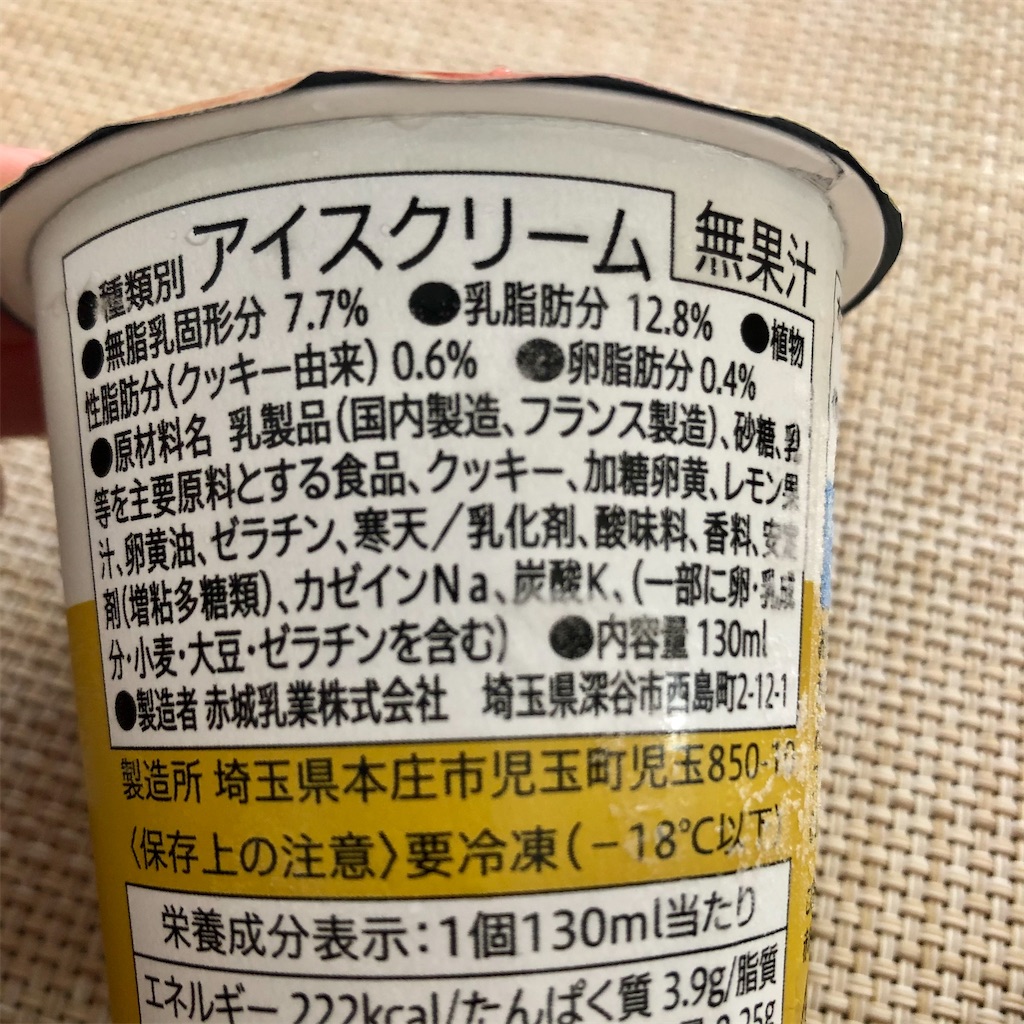 ●種類別 アイスクリーム
無果汁
●無脂乳固形分 7.7% ●乳脂肪分 12.8% ●植物
性脂肪分(クッキー由来) 0.6% ●卵脂肪分 0.4%
●原材料名 乳製品(国内製造、フランス製造)、砂糖、乳
等を主要原料とする食品、クッキー、加糖卵黄、レモン果
汁、卵黄油、ゼラチン、寒天/乳化剤、酸味料、香料、安定
剤(増粘多糖類)、カゼインNa、炭酸K、(一部に卵・乳成
分・小麦・大豆・ゼラチンを含む) ●内容量 130ml
●製造者 赤城乳業株式会社 埼玉県深谷市西島町2-12-1
製造所 埼玉県本庄市児玉町児玉850-10
〈保存上の注意〉要冷凍(-18℃以下)
栄養成分表示:1個130ml当たり
エネルギー 222kcal/たんぱく質 3.9g/脂質